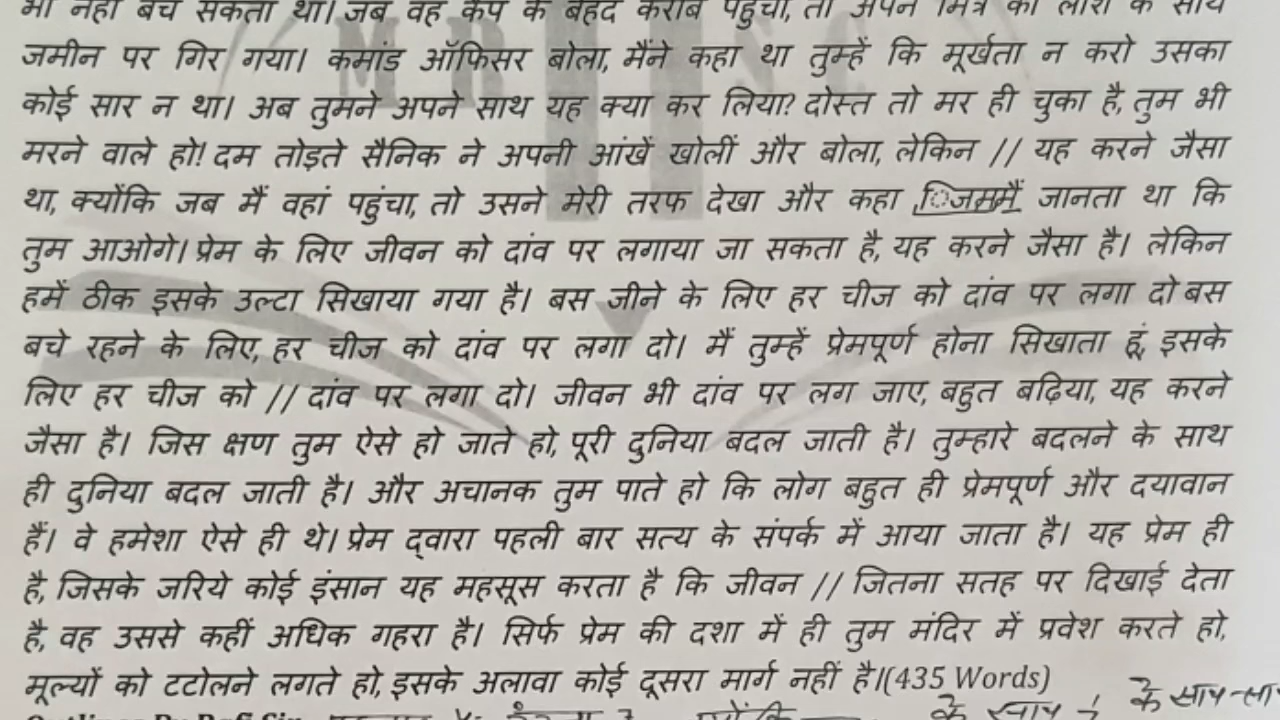 भी नहीं बच सकता था। जब वह कैंप के बेहद करीब पहुंचा, तो अपने मित्र की लाश के साथ
जमीन पर गिर गया। कमांड ऑफिसर बोला, मैंने कहा था तुम्हें कि मूर्खता न करो उसका
कोई सार न था। अब तुमने अपने साथ यह क्या कर लिया? दोस्त तो मर ही चुका है, तुम भी
मरने वाले हो! दम तोड़ते सैनिक ने अपनी आंखें खोलीं और बोला, लेकिन // यह करने जैसा
था, क्योंकि जब मैं वहां पहुंचा, तो उसने मेरी तरफ देखा और कहा जानता था कि
तुम आओगे। प्रेम के लिए जीवन को दांव पर लगाया जा सकता है, यह करने जैसा है। लेकिन
हमें ठीक इसके उल्टा सिखाया गया है। बस जीने के लिए हर चीज को दांव पर लगा दो बस
बचे रहने के लिए, हर चीज को दांव पर लगा दो। मैं तुम्हें प्रेमपूर्ण होना सिखाता हूं, इसके
लिए हर चीज को // दांव पर लगा दो। जीवन भी दांव पर लग जाए, बहुत बढ़िया, यह करने
जैसा है। जिस क्षण तुम ऐसे हो जाते हो, पूरी दुनिया बदल जाती है। तुम्हारे बदलने के साथ
ही दुनिया बदल जाती है। और अचानक तुम पाते हो कि लोग बहुत ही प्रेमपूर्ण और दयावान
हैं। वे हमेशा ऐसे ही थे। प्रेम द्वारा पहली बार सत्य के संपर्क में आया जाता है। यह प्रेम ही
है, जिसके जरिये कोई इंसान यह महसूस करता है कि जीवन // जितना सतह पर दिखाई देता
है, वह उससे कहीं अधिक गहरा है। सिर्फ प्रेम की दशा में ही तुम मंदिर में प्रवेश करते हो,
मूल्यों को टटोलने लगते हो, इसके अलावा कोई दूसरा मार्ग नहीं है।(435 Words)
के साथ